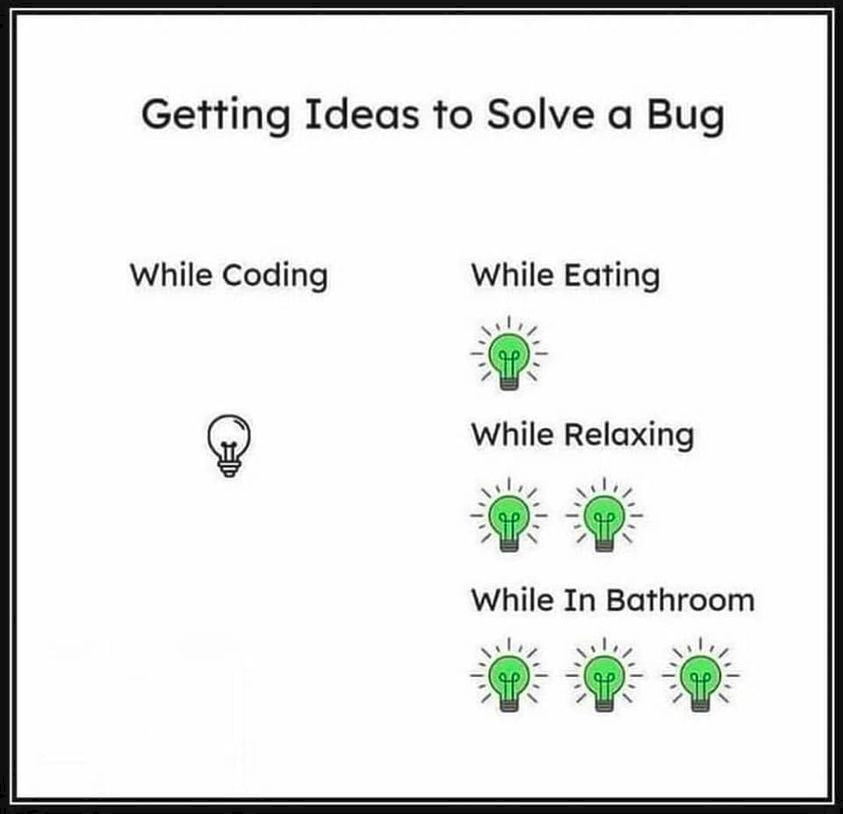 Getting Ideas to Solve a Bug
While Coding
While Eating
While Relaxing
While In Bathroom